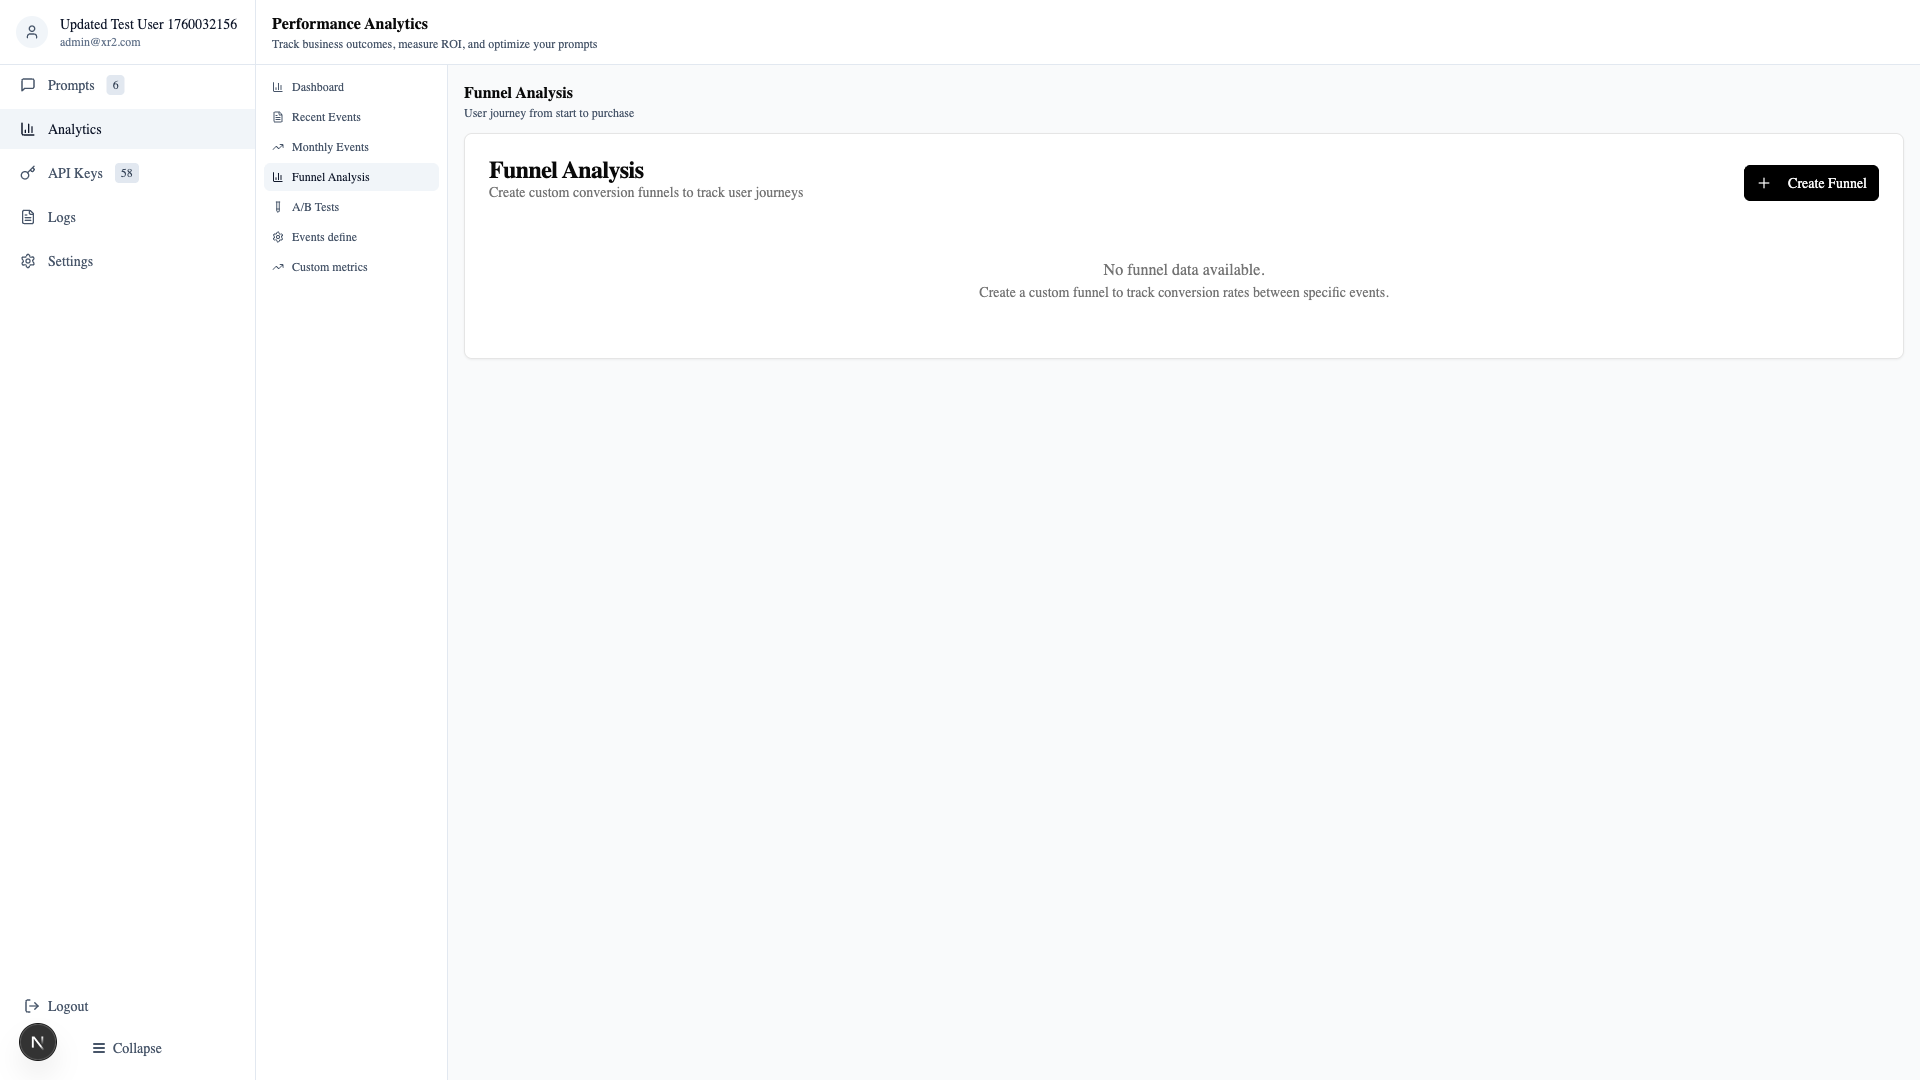 Updated Test User 1760032156
admin@xr2.com
Prompts 6
Analytics
API Keys 58
Logs
Settings
Logout
N
Collapse
Performance Analytics
Track business outcomes, measure ROI, and optimize your prompts
Dashboard
Recent Events
Monthly Events
Funnel Analysis
A/B Tests
Events define
Custom metrics
Funnel Analysis
User journey from start to purchase
Funnel Analysis
Create custom conversion funnels to track user journeys
Create Funnel
No funnel data available.
Create a custom funnel to track conversion rates between specific events.